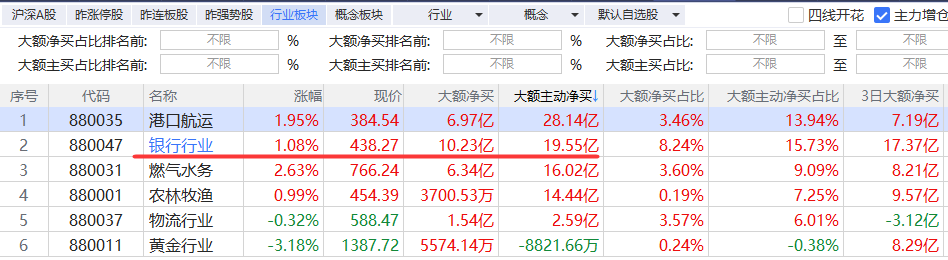 沪深A股 昨涨停股 昨连板股 昨强势股 行业板块 概念板块 行业 概念 默认自选股 四线开花 主力增仓
大额净买占比排名前: 不限 % 大额净买排名前: 不限 % 大额净买占比: 不限 至 不限
大额主买占比排名前: 不限 % 大额主买排名前: 不限 % 大额主买占比: 不限 至 不限
序号 代码 名称 涨幅 现价 大额净买 大额主动净买↓ 大额净买占比 大额主动净买占比 3日大额净买
1 880035 港口航运 1.95% 384.54 6.97亿 28.14亿 3.46% 13.94% 7.19亿
2 880047 银行行业 1.08% 438.27 10.23亿 19.55亿 8.24% 15.73% 17.37亿
3 880031 燃气水务 2.63% 766.24 6.34亿 16.02亿 3.60% 9.09% 8.21亿
4 880001 农林牧渔 0.99% 454.39 3700.53万 14.44亿 0.19% 7.25% 9.57亿
5 880037 物流行业 -0.32% 588.47 1.54亿 2.59亿 3.57% 6.01% -3.12亿
6 880011 黄金行业 -3.18% 1387.72 5574.14万 -8821.66万 0.24% -0.38% 8.29亿